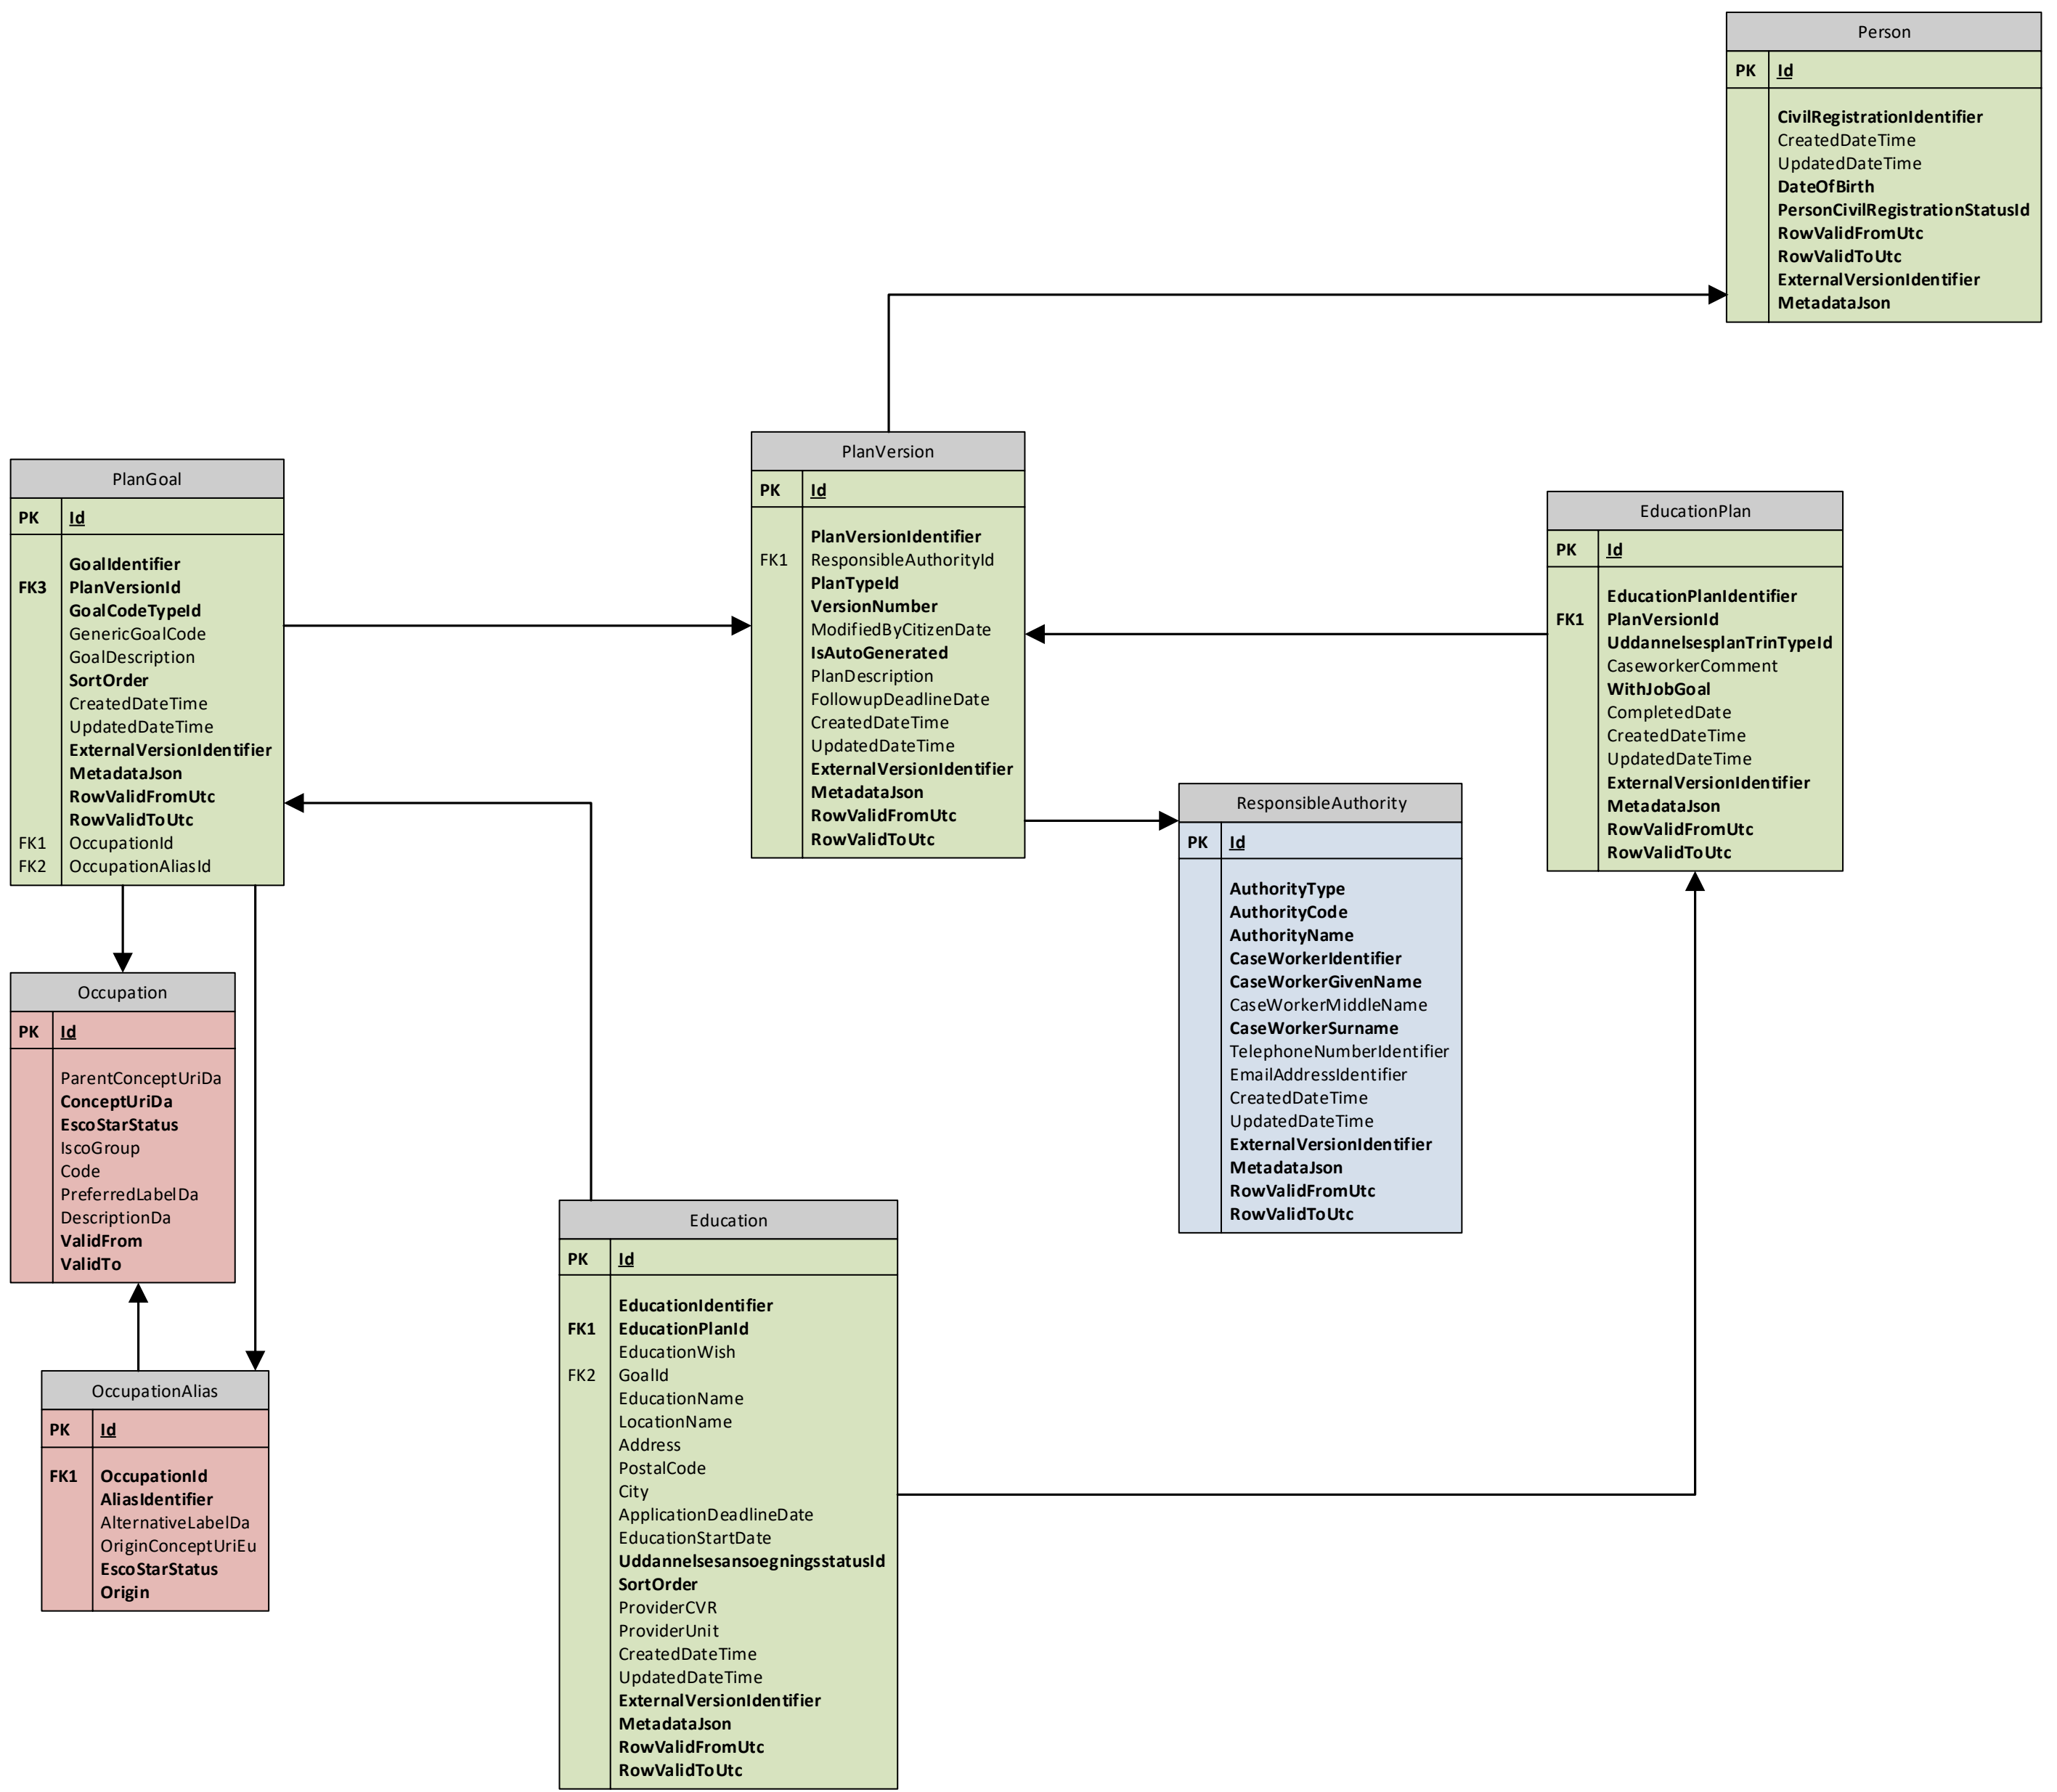 Person
PK Id
CivilRegistrationIdentifier
CreatedDateTime
UpdatedDateTime
DateOfBirth
PersonCivilRegistrationStatusId
RowValidFromUtc
RowValidToUtc
ExternalVersionIdentifier
MetadataJson
PlanGoal
PK Id
GoalIdentifier
FK3 PlanVersionId
GoalCodeTypeId
GenericGoalCode
GoalDescription
SortOrder
CreatedDateTime
UpdatedDateTime
ExternalVersionIdentifier
MetadataJson
RowValidFromUtc
RowValidToUtc
FK1 OccupationId
FK2 OccupationAliasId
PlanVersion
PK Id
PlanVersionIdentifier
FK1 ResponsibleAuthorityId
PlanTypeId
VersionNumber
ModifiedByCitizenDate
IsAutoGenerated
PlanDescription
FollowupDeadlineDate
CreatedDateTime
UpdatedDateTime
ExternalVersionIdentifier
MetadataJson
RowValidFromUtc
RowValidToUtc
EducationPlan
PK Id
EducationPlanIdentifier
FK1 PlanVersionId
UddannelsesplanTrinTypeId
CaseworkerComment
WithJobGoal
CompletedDate
CreatedDateTime
UpdatedDateTime
ExternalVersionIdentifier
MetadataJson
RowValidFromUtc
RowValidToUtc
ResponsibleAuthority
PK Id
AuthorityType
AuthorityCode
AuthorityName
CaseWorkerIdentifier
CaseWorkerGivenName
CaseWorkerMiddleName
CaseWorkerSurname
TelephoneNumberIdentifier
EmailAddressIdentifier
CreatedDateTime
UpdatedDateTime
ExternalVersionIdentifier
MetadataJson
RowValidFromUtc
RowValidToUtc
Occupation
PK Id
ParentConceptUriDa
ConceptUriDa
EscoStarStatus
IscoGroup
Code
PreferredLabelDa
DescriptionDa
ValidFrom
ValidTo
OccupationAlias
PK Id
FK1 OccupationId
AliasIdentifier
AlternativeLabelDa
OriginConceptUriEu
EscoStarStatus
Origin
Education
PK Id
EducationIdentifier
FK1 EducationPlanId
EducationWish
FK2 GoalId
EducationName
LocationName
Address
PostalCode
City
ApplicationDeadlineDate
EducationStartDate
UddannelsesansoegningsstatusId
SortOrder
ProviderCVR
ProviderUnit
CreatedDateTime
UpdatedDateTime
ExternalVersionIdentifier
MetadataJson
RowValidFromUtc
RowValidToUtc